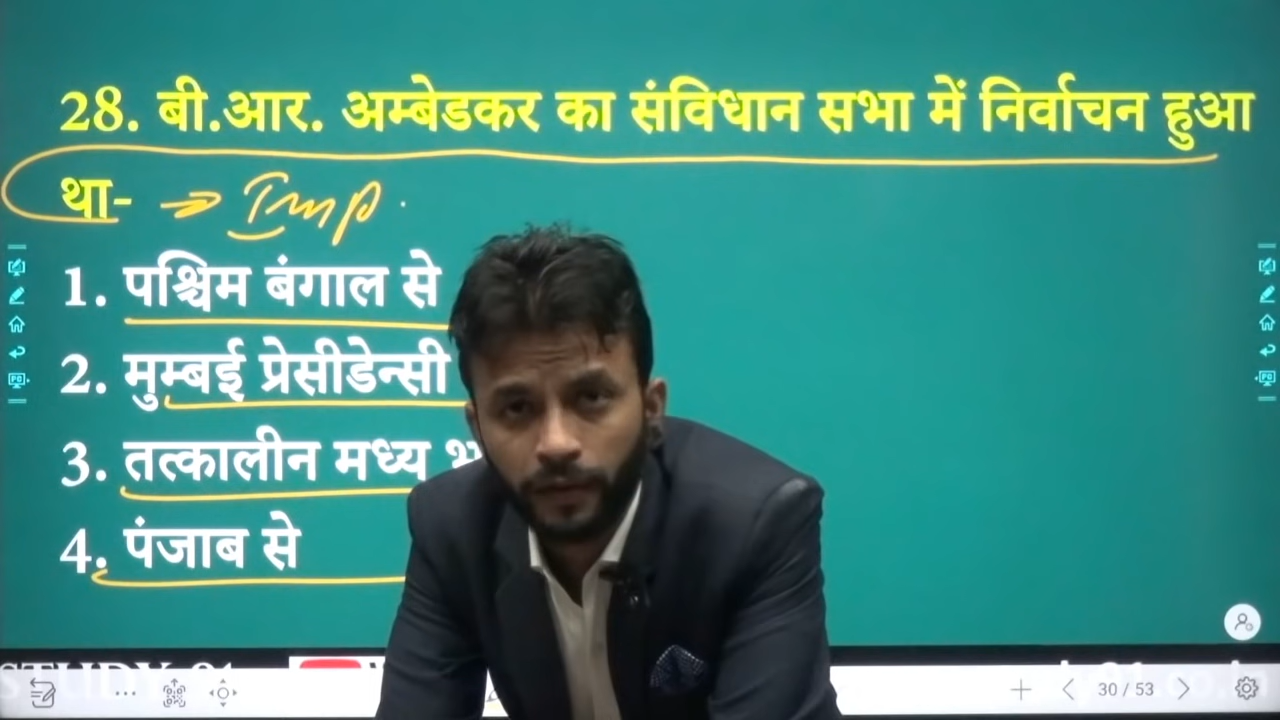 28. बी.आर. अम्बेडकर का संविधान सभा में निर्वाचन हुआ
था- → Imp.
1. पश्चिम बंगाल से
2. मुम्बई प्रेसीडेन्सी
3. तत्कालीन मध्य
4. पंजाब से
30 / 53